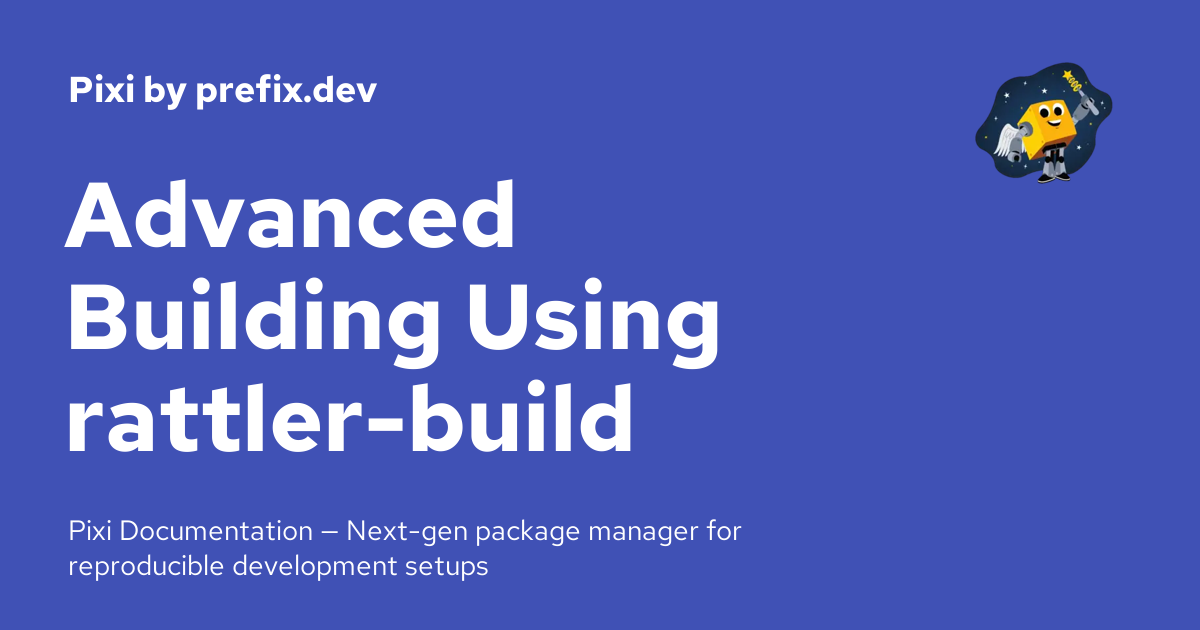 Pixi by prefix.dev
Advanced
Building Using
rattler-build
Pixi Documentation — Next-gen package manager for
reproducible development setups